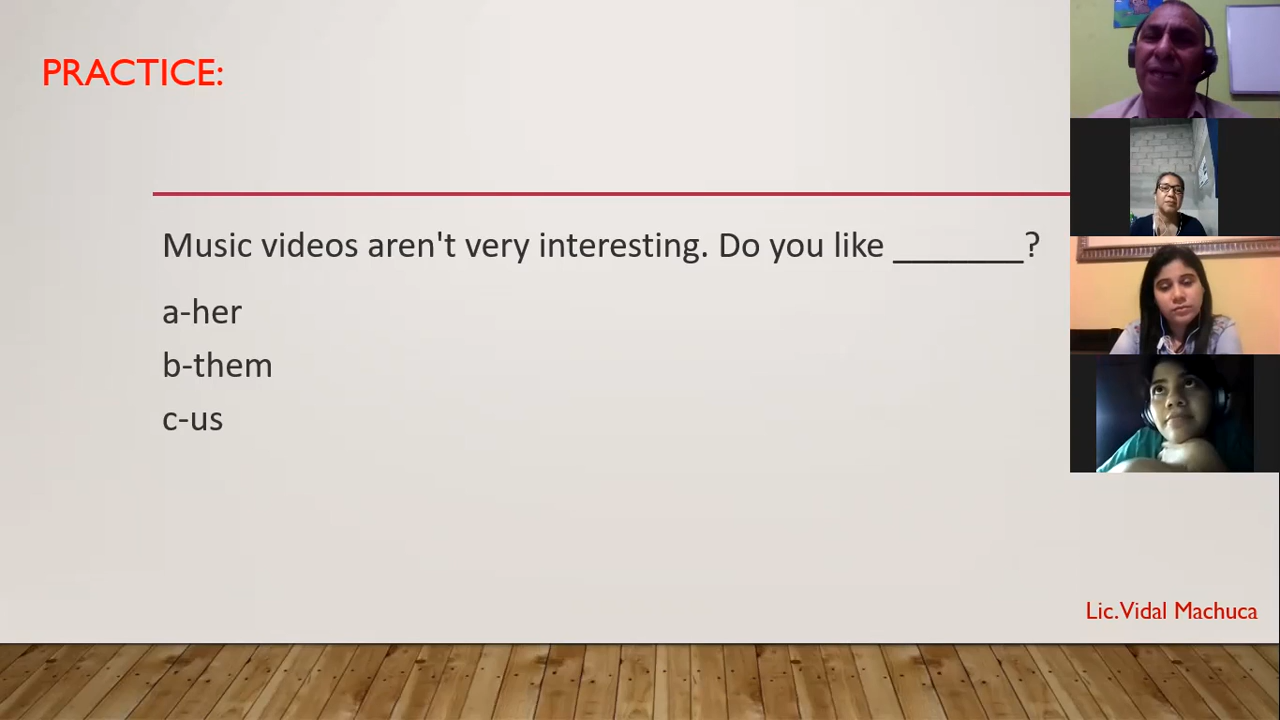 PRACTICE:
Music videos aren't very interesting. Do you like ________?
a-her
b-them
c-us
Lic.Vidal Machuca